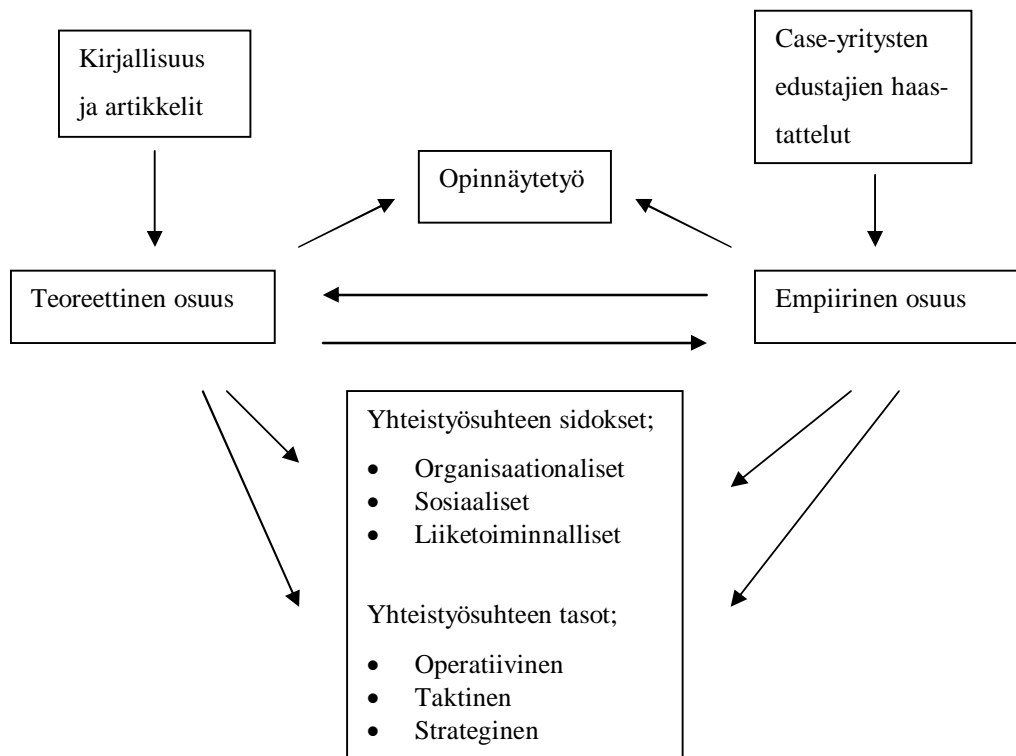 Kirjallisuus
ja artikkelit
Case-yritysten
edustajien haas-
tattelut
Opinnäytetyö
Teoreettinen osuus
Empiirinen osuus
Yhteistyösuhteen sidokset;
• Organisaationaliset
• Sosiaaliset
• Liiketoiminnalliset
Yhteistyösuhteen tasot;
• Operatiivinen
• Taktinen
• Strateginen